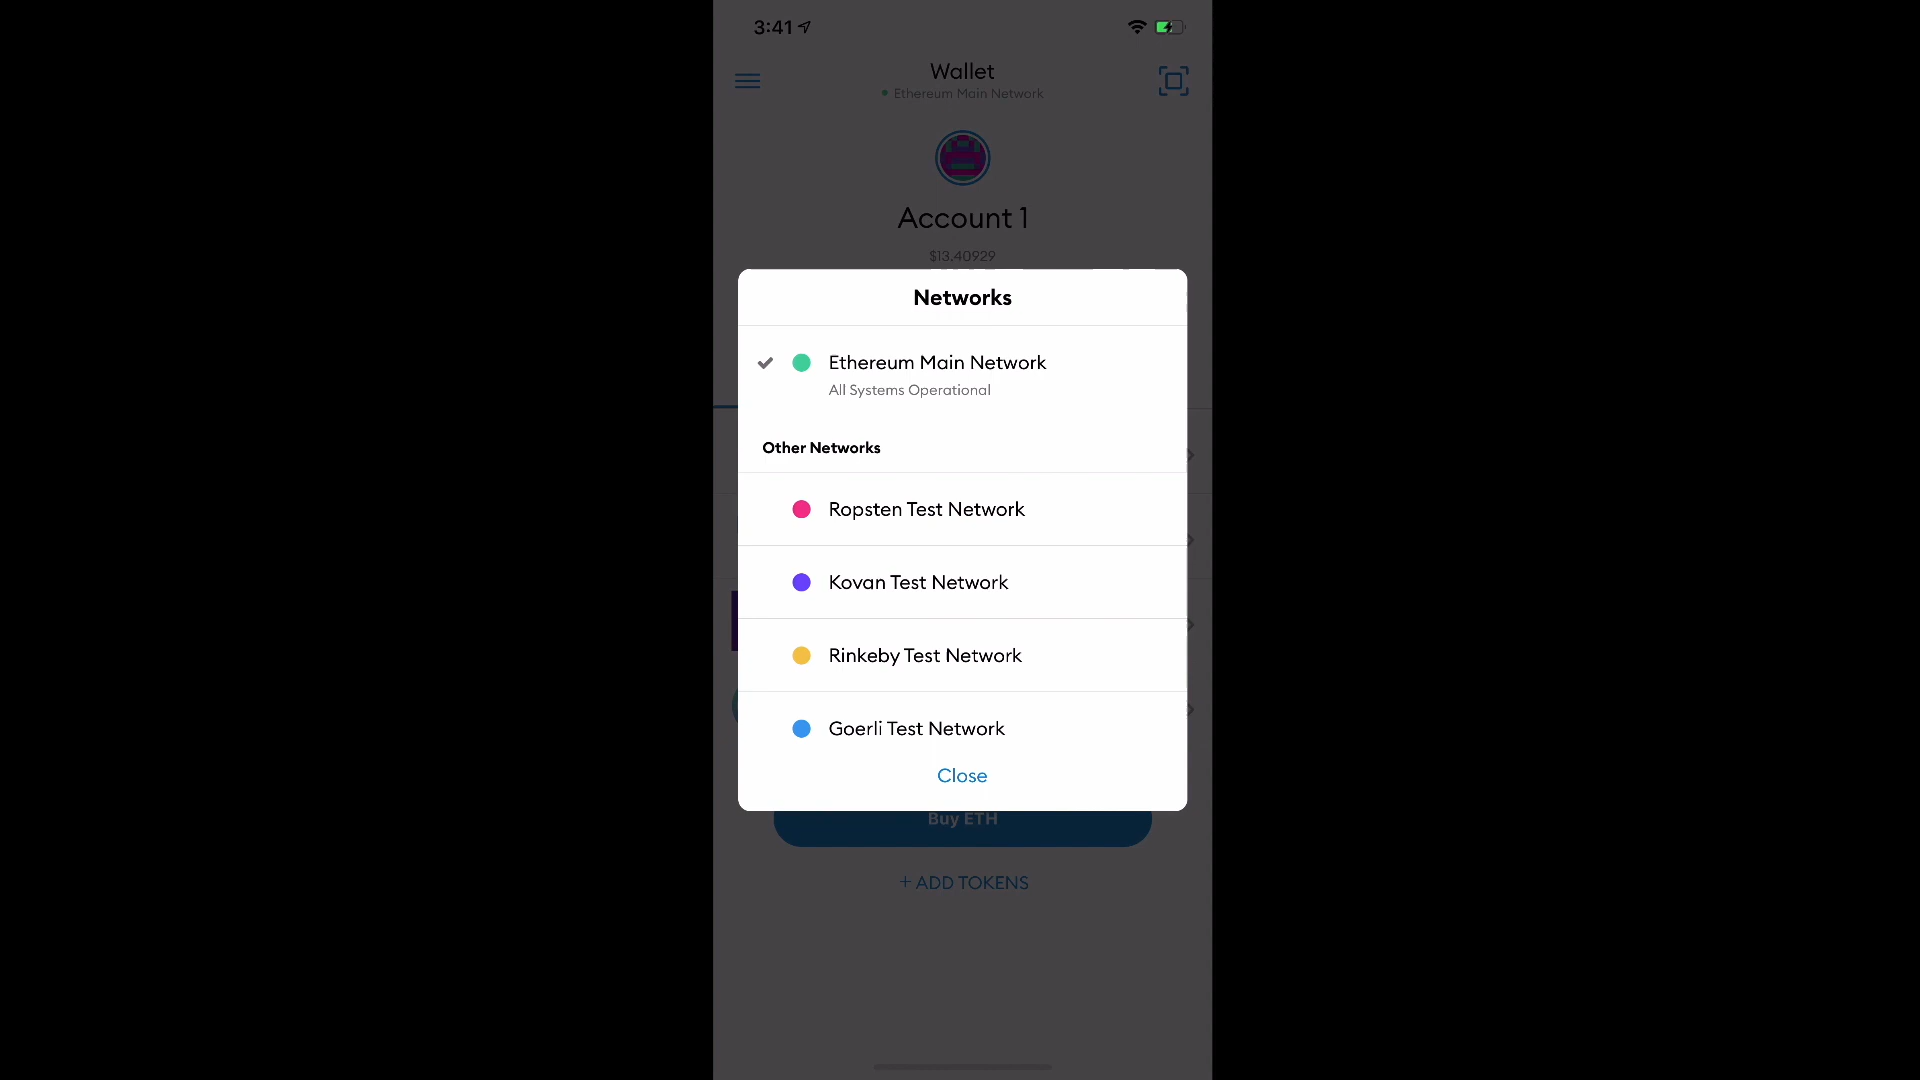 3:41
Wallet
Ethereum Main Network
Account 1
$13.40929
Networks
Ethereum Main Network
All Systems Operational
Other Networks
Ropsten Test Network
Kovan Test Network
Rinkeby Test Network
Goerli Test Network
Close
Buy ETH
+ ADD TOKENS